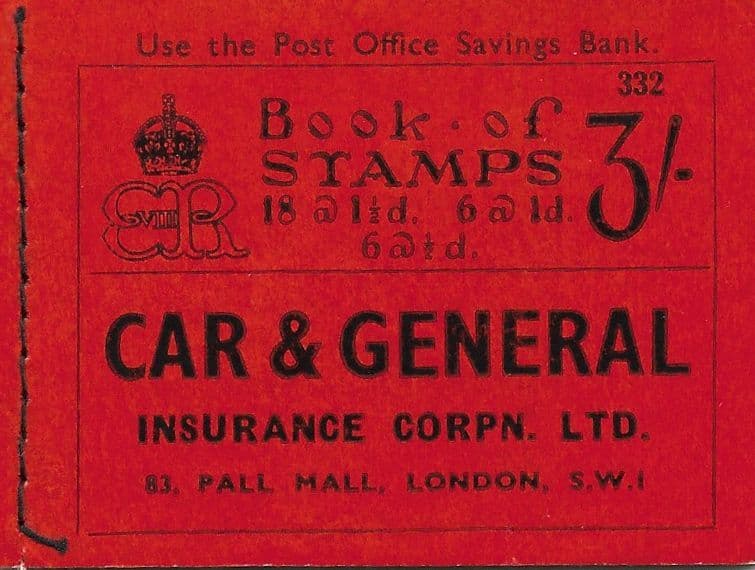 Use the Post Office Savings Bank.
332
Book of
STAMPS
3/-
18 @ 1½d. 6 @ 1d.
6 @ ½d.
EVIIIR
CAR & GENERAL
INSURANCE CORPN. LTD.
83, PALL MALL, LONDON, S.W.1